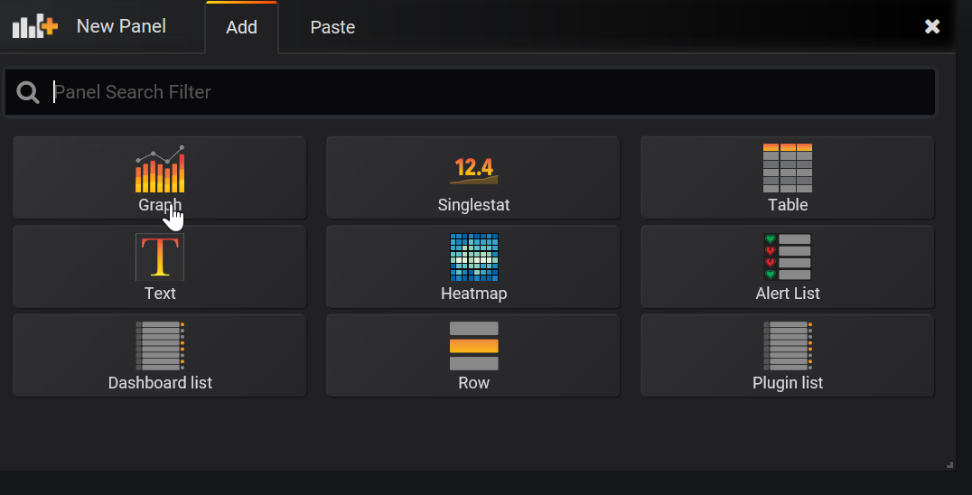 New Panel
Add
Paste
Panel Search Filter
Graph
12.4
Singlestat
Table
T
Text
Heatmap
Alert List
Dashboard list
Row
Plugin list